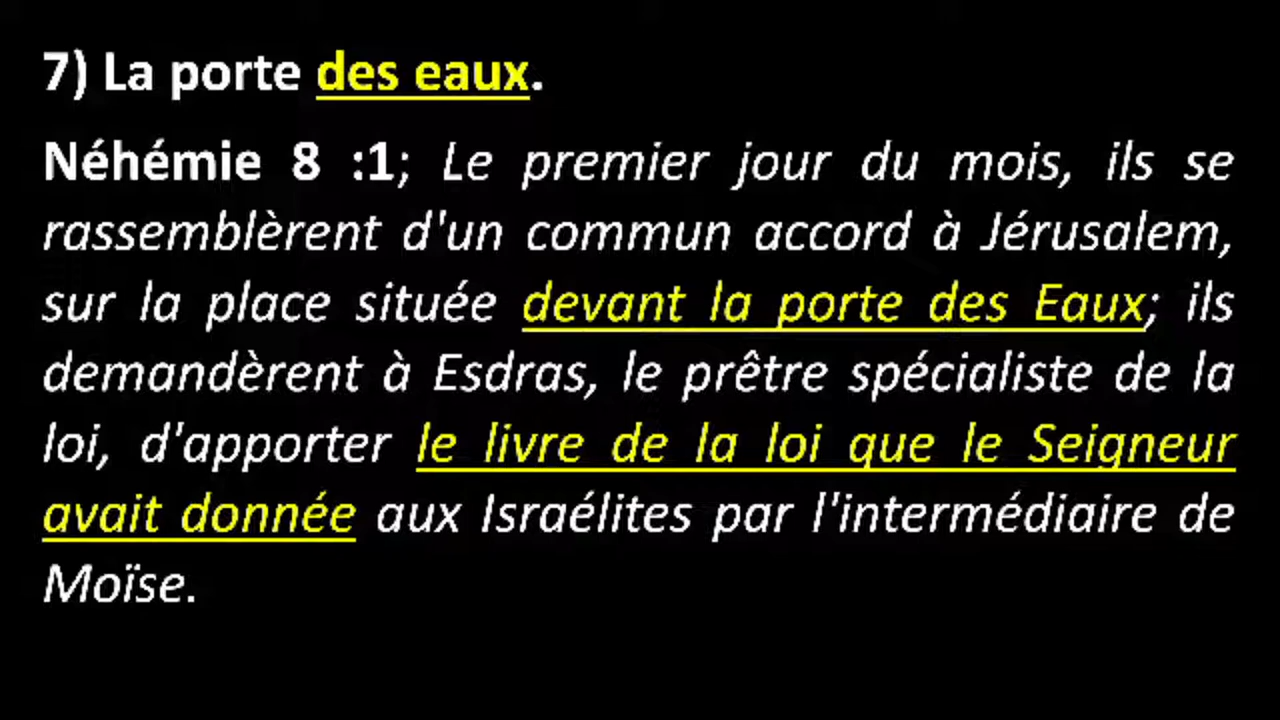 7) La porte des eaux.
Néhémie 8 :1; Le premier jour du mois, ils se
rassemblèrent d'un commun accord à Jérusalem,
sur la place située devant la porte des Eaux; ils
demandèrent à Esdras, le prêtre spécialiste de la
loi, d'apporter le livre de la loi que le Seigneur
avait donnée aux Israélites par l'intermédiaire de
Moïse.